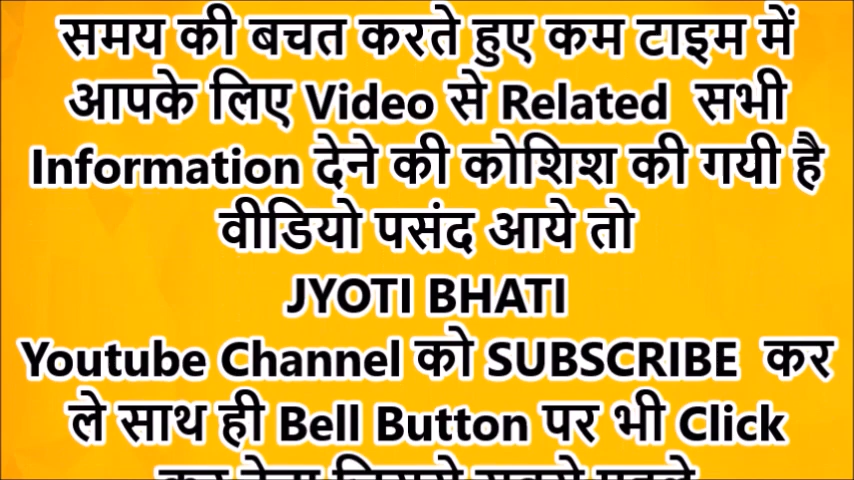 समय की बचत करते हुए कम टाइम में
आपके लिए Video से Related सभी
Information देने की कोशिश की गयी है
वीडियो पसंद आये तो
JYOTI BHATI
Youtube Channel को SUBSCRIBE कर
ले साथ ही Bell Button पर भी Click